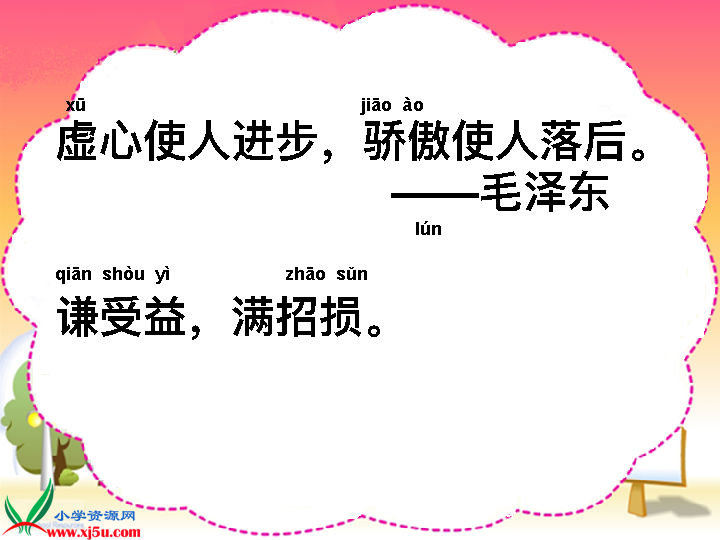 xū jiāo ào
虚心使人进步，骄傲使人落后。
——毛泽东
lún
qiān shòu yì zhāo sǔn
谦受益，满招损。
小学资源网
www.xj5u.com